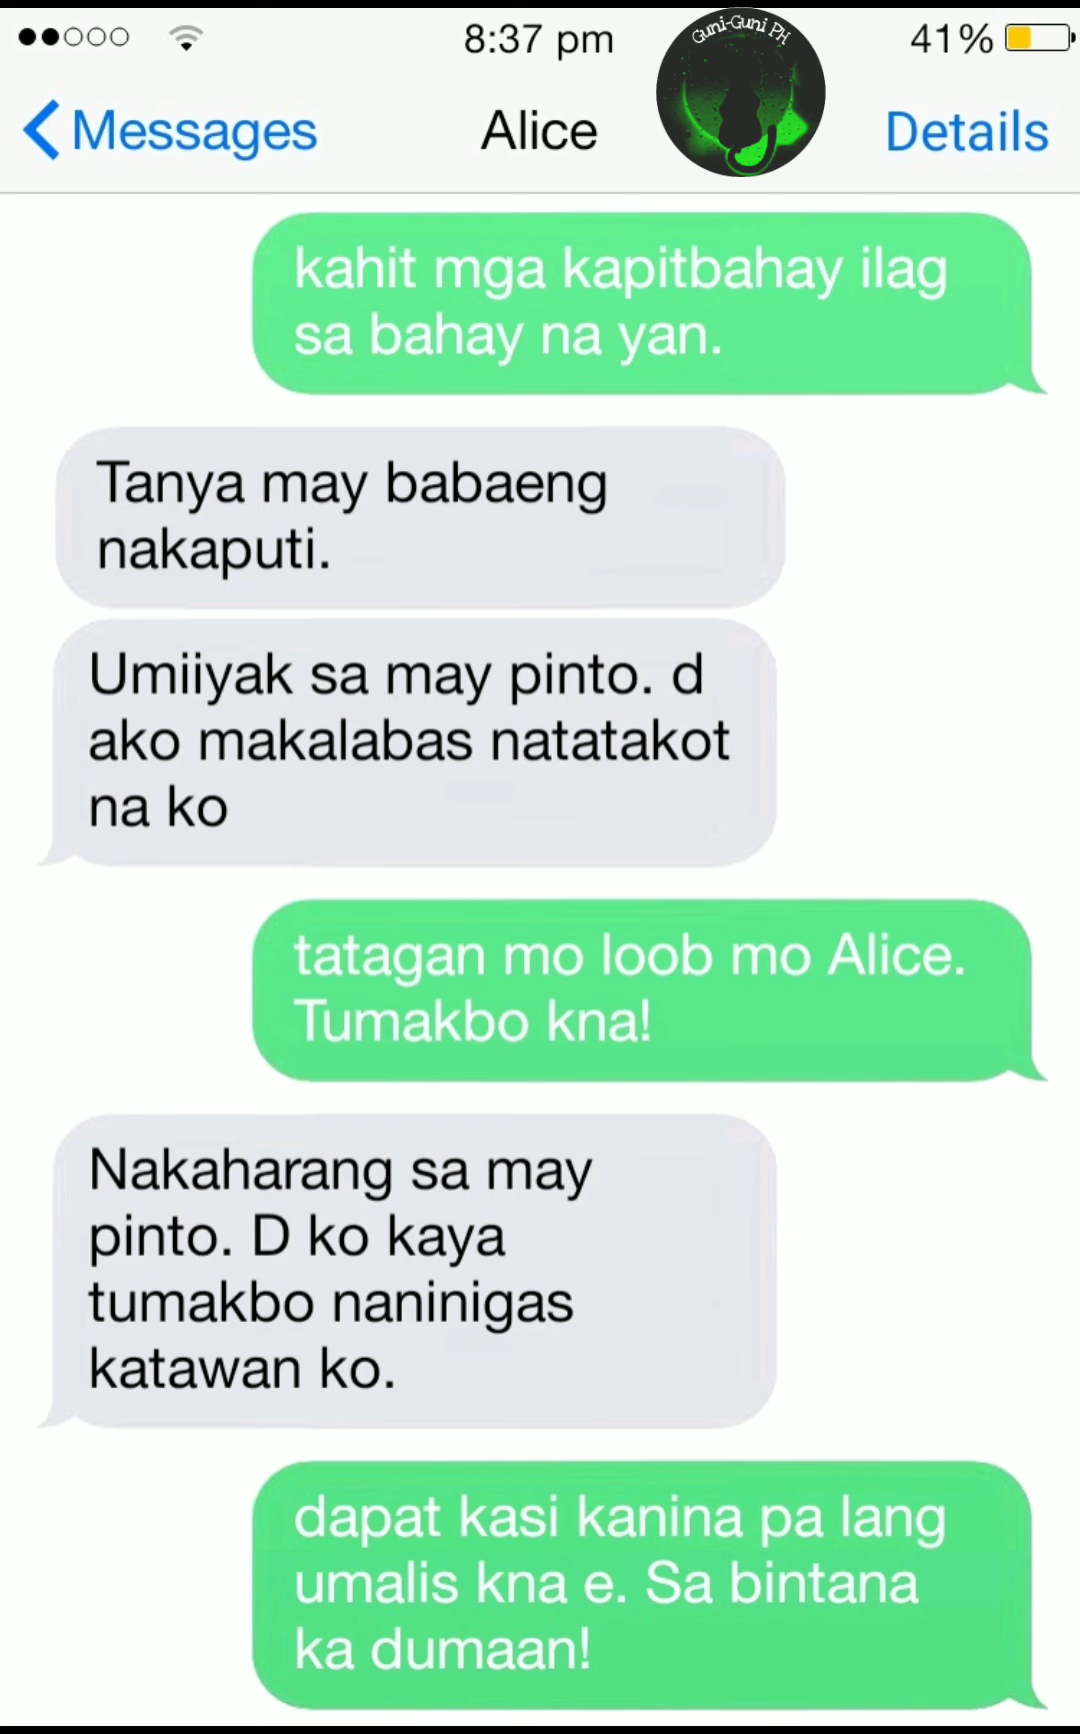 8:37 pm
Guni-Guni PH
41%
Messages
Alice
Details
kahit mga kapitbahay ilag
sa bahay na yan.
Tanya may babaeng
nakaputi.
Umiiyak sa may pinto. d
ako makalabas natatakot
na ko
tatagan mo loob mo Alice.
Tumakbo kna!
Nakaharang sa may
pinto. D ko kaya
tumakbo naninigas
katawan ko.
dapat kasi kanina pa lang
umalis kna e. Sa bintana
ka dumaan!